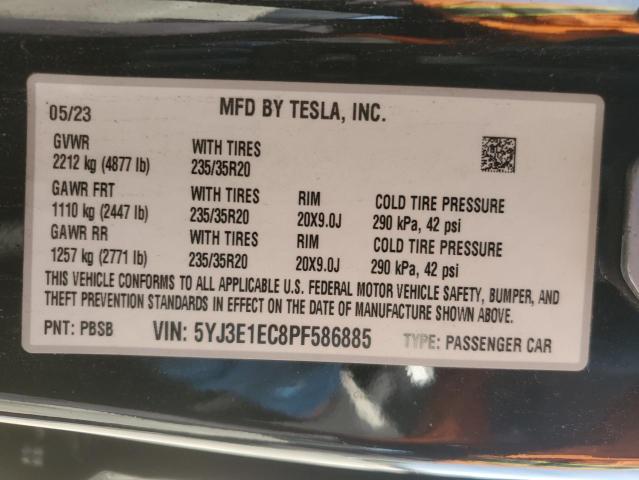 05/23 MFD BY TESLA, INC.
GVWR WITH TIRES
2212 kg (4877 lb) 235/35R20
GAWR FRT WITH TIRES RIM COLD TIRE PRESSURE
1110 kg (2447 lb) 235/35R20 20X9.0J 290 kPa, 42 psi
GAWR RR WITH TIRES RIM COLD TIRE PRESSURE
1257 kg (2771 lb) 235/35R20 20X9.0J 290 kPa, 42 psi
THIS VEHICLE CONFORMS TO ALL APPLICABLE U.S. FEDERAL MOTOR VEHICLE SAFETY, BUMPER, AND
THEFT PREVENTION STANDARDS IN EFFECT ON THE DATE OF MANUFACTURE SHOWN ABOVE.
PNT: PBSB VIN: 5YJ3E1EC8PF586885 TYPE: PASSENGER CAR